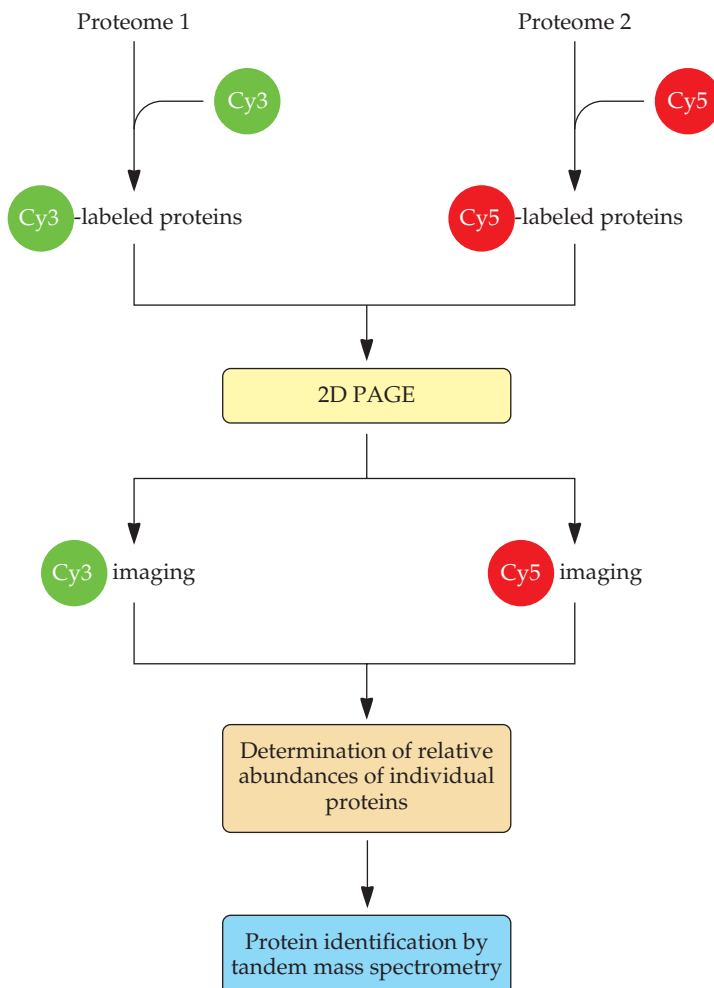 Proteome 1
Proteome 2
Cy3
Cy5
Cy3-labeled proteins
Cy5-labeled proteins
2D PAGE
Cy3 imaging
Cy5 imaging
Determination of relative
abundances of individual
proteins
Protein identification by
tandem mass spectrometry